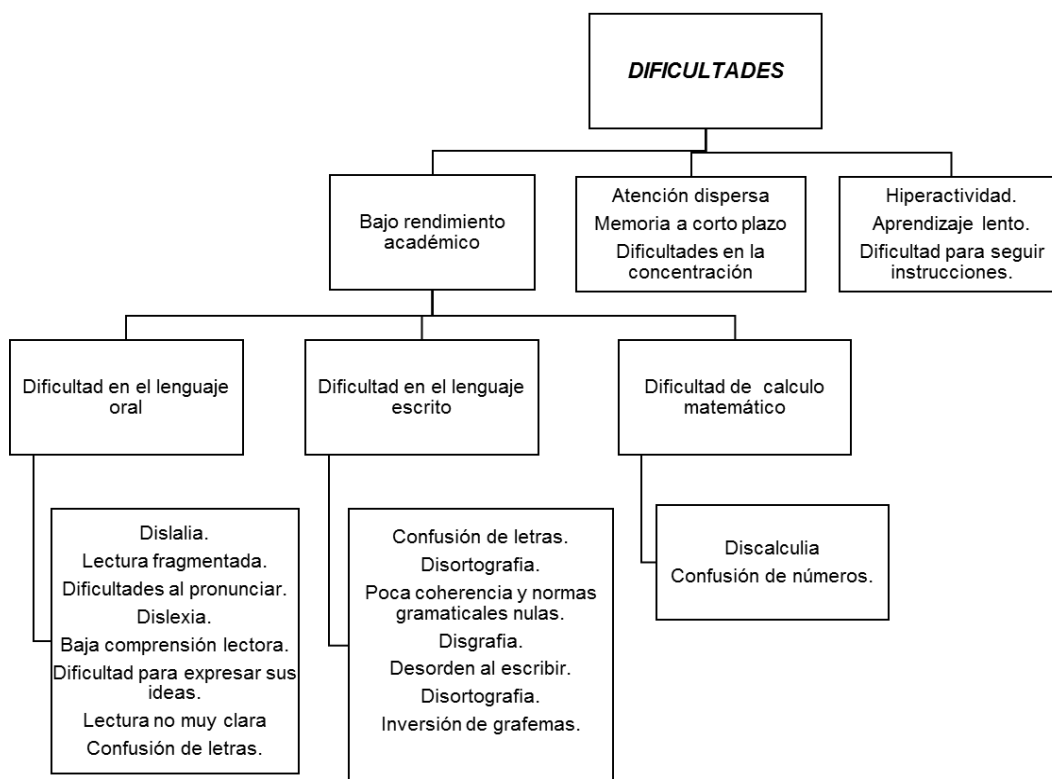 DIFICULTADES
Bajo rendimiento
académico
Atención dispersa
Memoria a corto plazo
Dificultades en la
concentración
Hiperactividad.
Aprendizaje lento.
Dificultad para seguir
instrucciones.
Dificultad en el lenguaje
oral
Dificultad en el lenguaje
escrito
Dificultad de calculo
matemático
Dislalia.
Lectura fragmentada.
Dificultades al pronunciar.
Dislexia.
Baja comprensión lectora.
Dificultad para expresar sus
ideas.
Lectura no muy clara
Confusión de letras.
Confusión de letras.
Disortografia.
Poca coherencia y normas
gramaticales nulas.
Disgrafia.
Desorden al escribir.
Disortografia.
Inversión de grafemas.
Discalculia
Confusión de números.